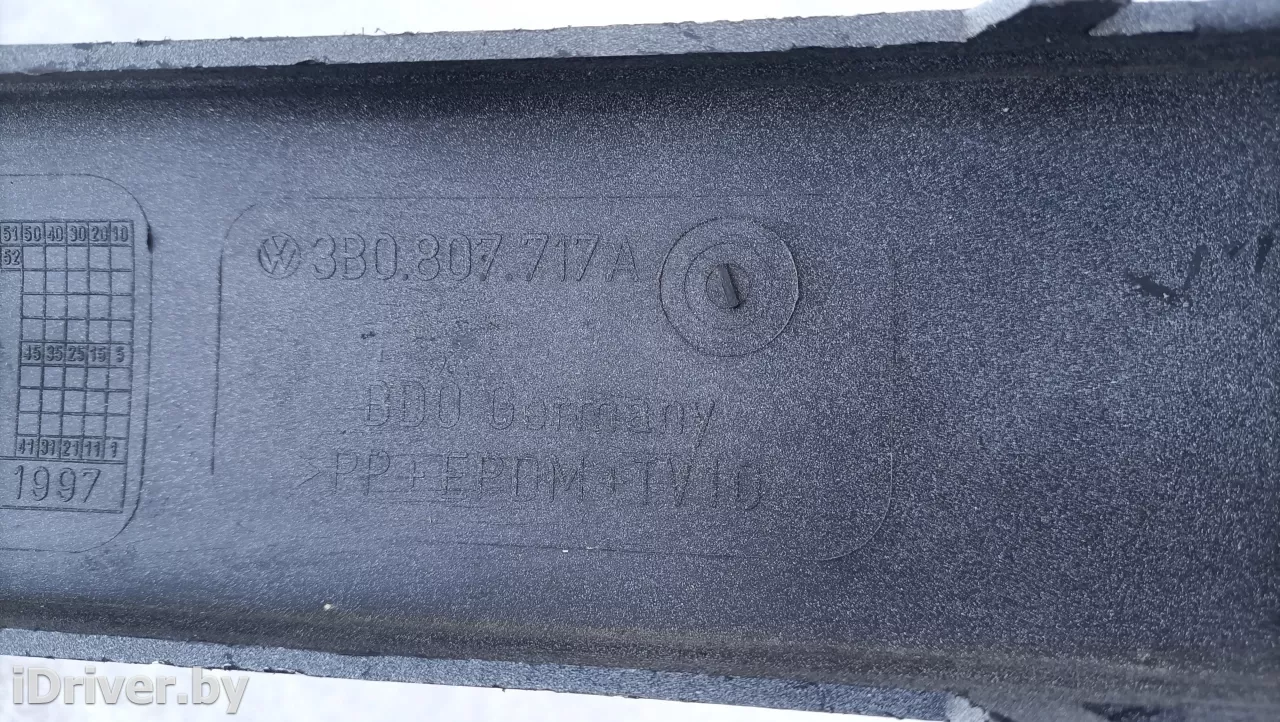 51 50 40 30 20 10
52
45 35 25 15 5
41 31 21 11 1
1997
3B0.807.717A
BDO Germany
>PP+EPDM+TV10
iDriver.by